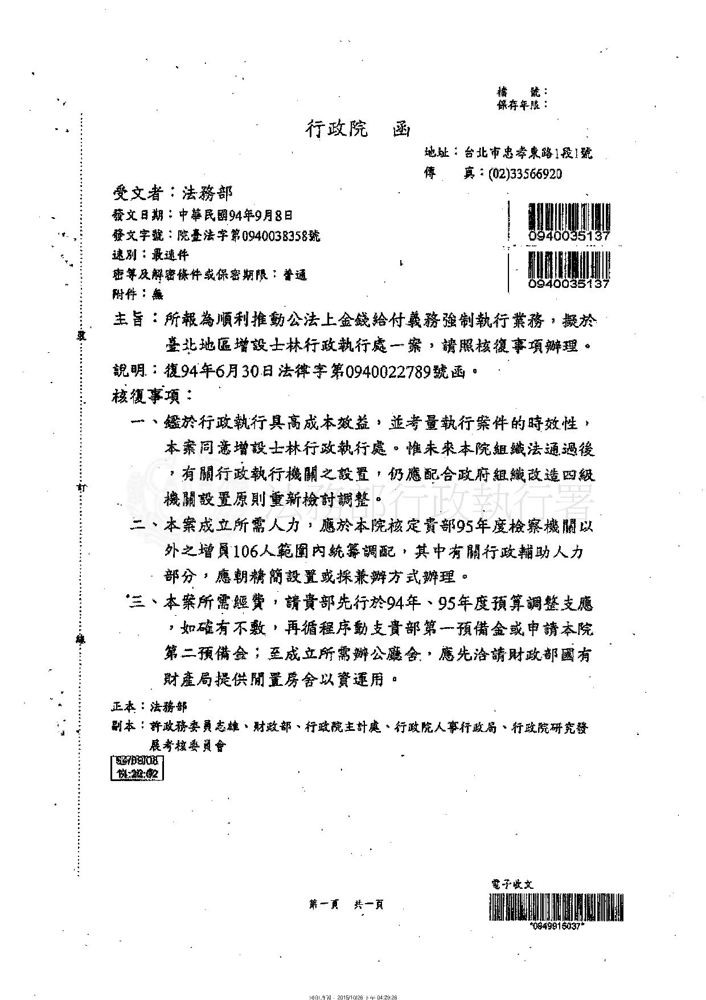 檔　　號：
保存年限：
行政院　函
地址：台北市忠孝東路1段1號
傳　　真：(02)33566920
受文者：法務部
發文日期：中華民國94年9月8日
發文字號：院臺法字第0940038358號
速別：最速件
密等及解密條件或保密期限：普通
附件：無
0940035137
0940035137
主旨：所報為順利推動公法上金錢給付義務強制執行業務，擬於
臺北地區增設士林行政執行處一案，請照核復事項辦理。
說明：復94年6月30日法律字第0940022789號函。
核復事項：
一、鑑於行政執行具高成本效益，並考量執行案件的時效性，
本案同意增設士林行政執行處。惟未來本院組織法通過後
，有關行政執行機關之設置，仍應配合政府組織改造四級
機關設置原則重新檢討調整。
二、本案成立所需人力，應於本院核定貴部95年度檢察機關以
外之增員106人範圍內統籌調配，其中有關行政輔助人力
部分，應朝精簡設置或採兼辦方式辦理。
三、本案所需經費，請貴部先行於94年、95年度預算調整支應
，如確有不敷，再循程序動支貴部第一預備金或申請本院
第二預備金；至成立所需辦公廳舍，應先洽請財政部國有
財產局提供閒置房舍以資運用。
正本：法務部
副本：許政務委員志雄、財政部、行政院主計處、行政院人事行政局、行政院研究發
展考核委員會
94/09/08
裝
訂
線
法務部行政執行署
電子收文
*0949915037*
第一頁　共一頁
2015/10/26 下午 04:29:26